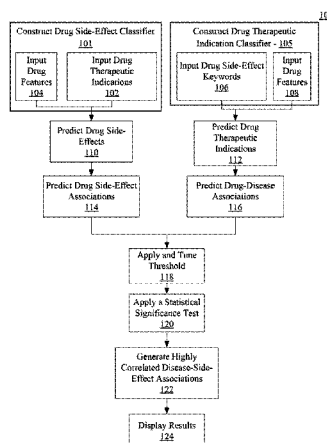 10
Construct Drug Side-Effect Classifier
101
Input
Drug
Features
104
Input Drug
Therapeutic
Indications
102
Construct Drug Therapeutic
Indication Classifier - 105
Input Drug Side-Effect
Keywords
106
Input
Drug
Features
108
Predict Drug Side-
Effects
110
Predict Drug
Therapeutic
Indications
112
Predict Drug Side-Effect
Associations
114
Predict Drug-Disease
Associations
116
Apply and Tune
Threshold
118
Apply a Statistical
Significance Test
120
Generate Highly
Correlated Disease-Side-
Effect Associations
122
Display Results
124